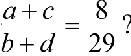 (a+c)/(b+d) = 8/29 ?